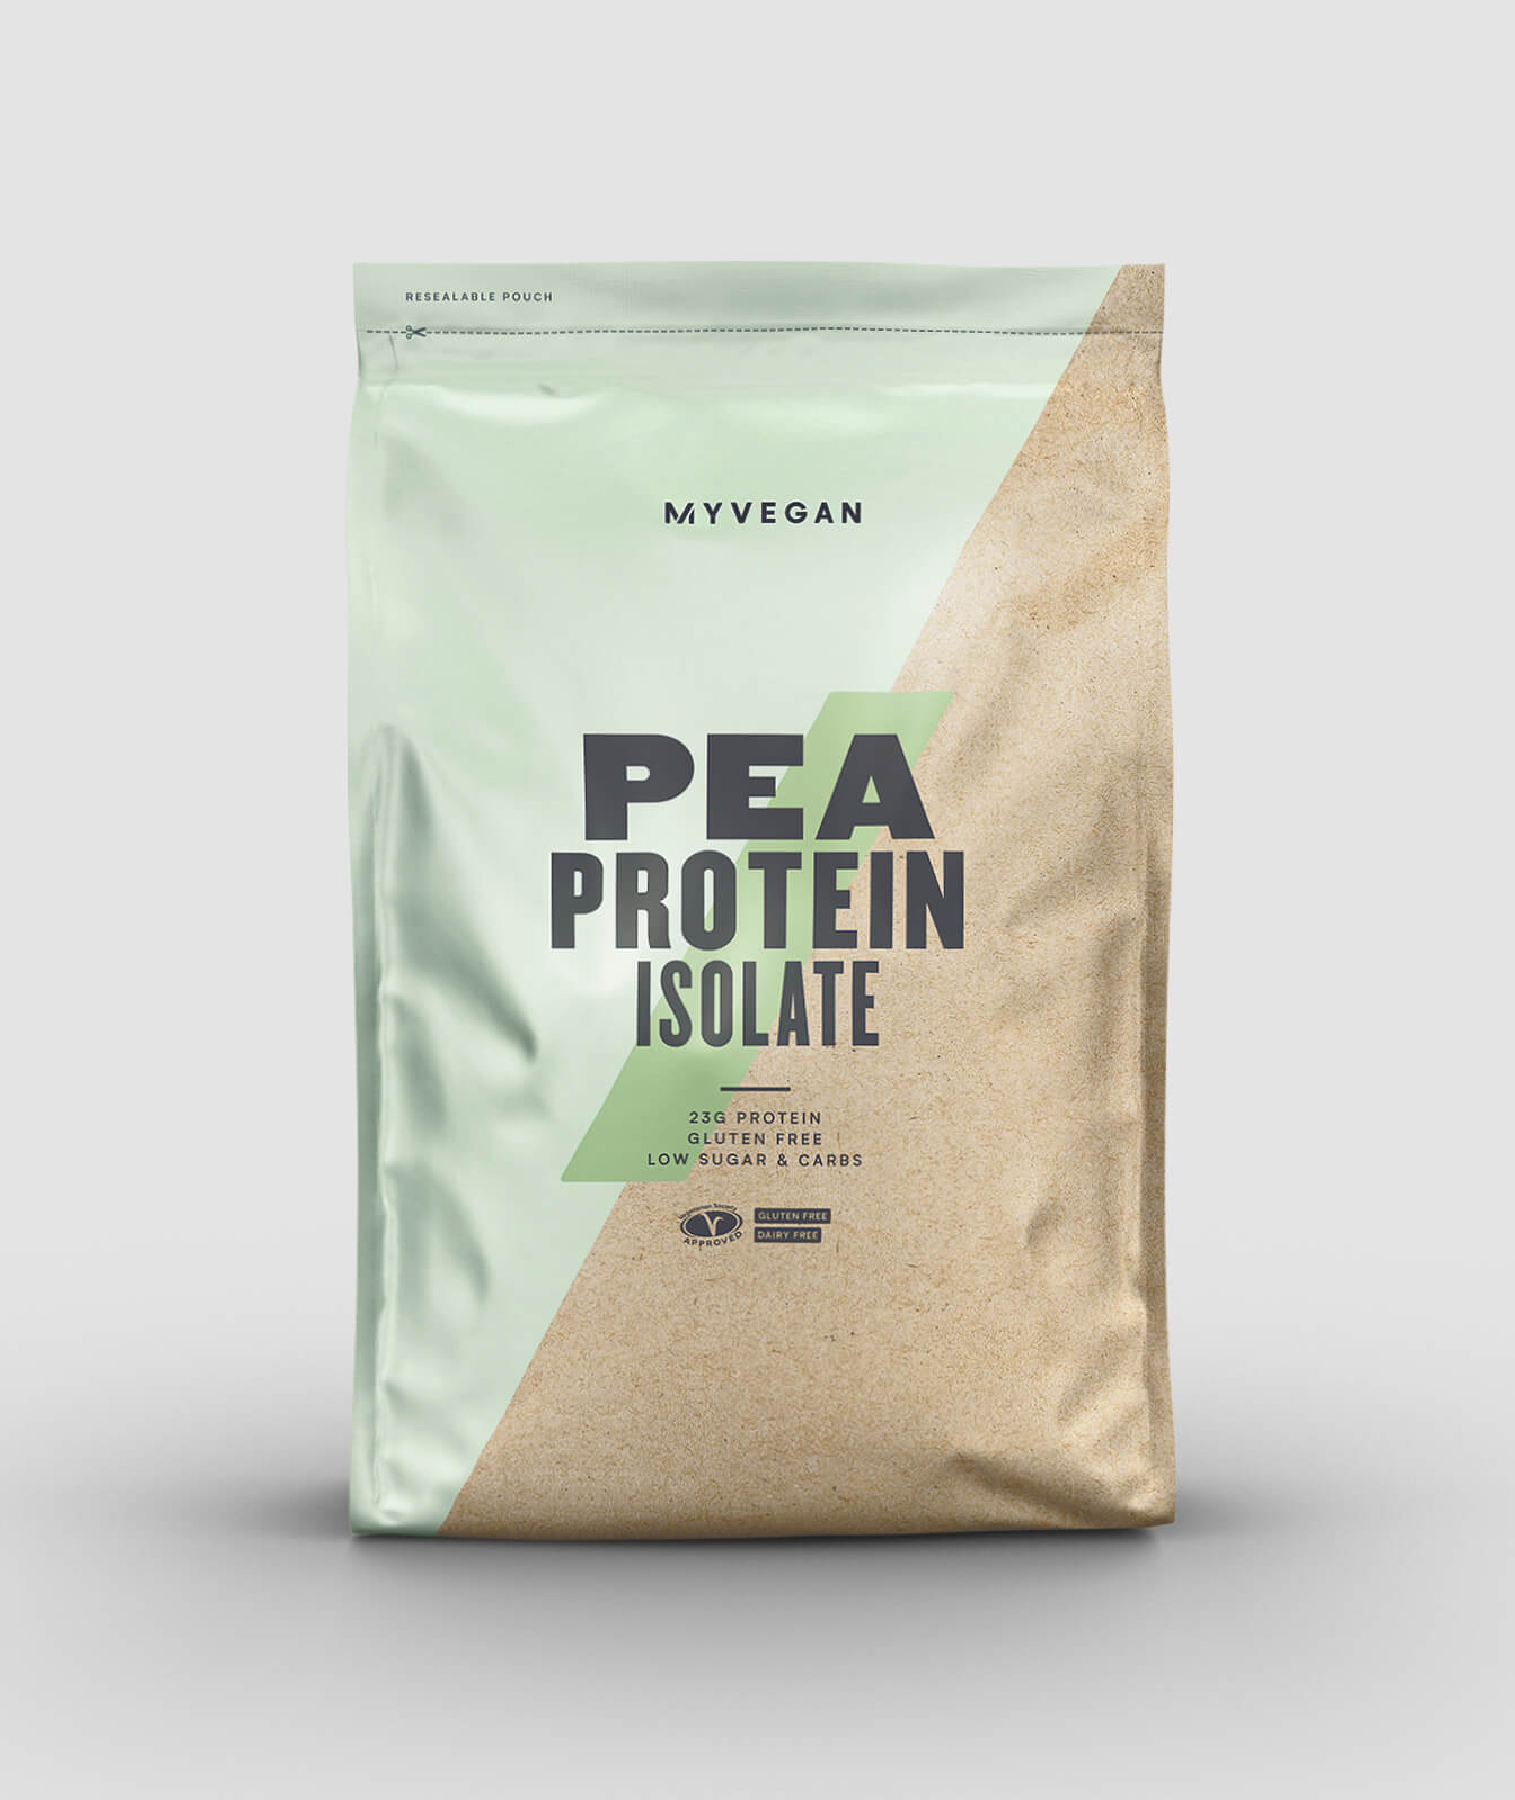 RESEALABLE POUCH
MYVEGAN
PEA
PROTEIN
ISOLATE
23G PROTEIN
GLUTEN FREE
LOW SUGAR & CARBS
APPROVED
GLUTEN FREE
DAIRY FREE